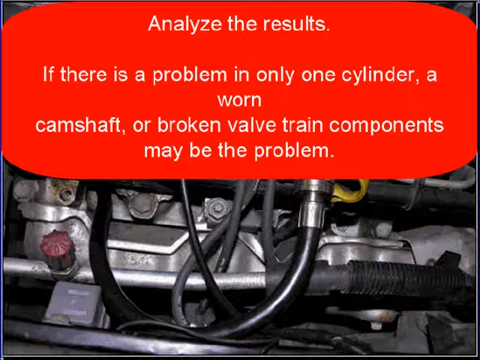 Analyze the results.
If there is a problem in only one cylinder, a
worn
camshaft, or broken valve train components
may be the problem.